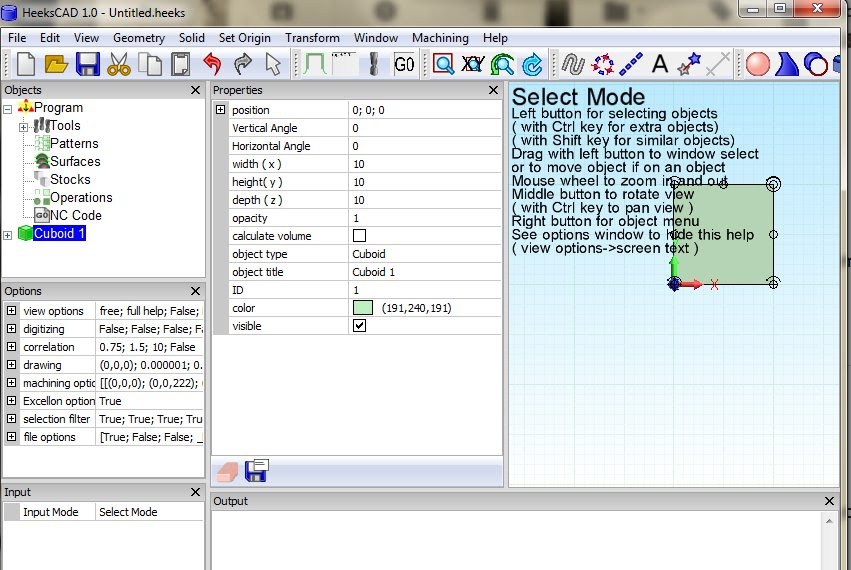 HeeksCAD 1.0 - Untitled.heeks
File Edit View Geometry Solid Set Origin Transform Window Machining Help
G0 XY A
Objects
Program
Tools
Patterns
Surfaces
Stocks
Operations
G0 NC Code
Cuboid 1
Options
view options free; full help; False;
digitizing False; False; False;
correlation 0.75; 1.5; 10; False
drawing (0,0,0); 0.000001; 0.
machining optic [[(0,0,0); (0,0,222);
Excellon option True
selection filter True; True; True; Tru
file options [True; False; False; _
Input
Input Mode Select Mode
Properties
position 0; 0; 0
Vertical Angle 0
Horizontal Angle 0
width ( x ) 10
height( y ) 10
depth ( z ) 10
opacity 1
calculate volume
object type Cuboid
object title Cuboid 1
ID 1
color (191,240,191)
visible
Select Mode
Left button for selecting objects
( with Ctrl key for extra objects)
( with Shift key for similar objects)
Drag with left button to window select
or to move object if on an object
Mouse wheel to zoom in and out
Middle button to rotate view
( with Ctrl key to pan view )
Right button for object menu
See options window to hide this help
( view options->screen text )
X
Output